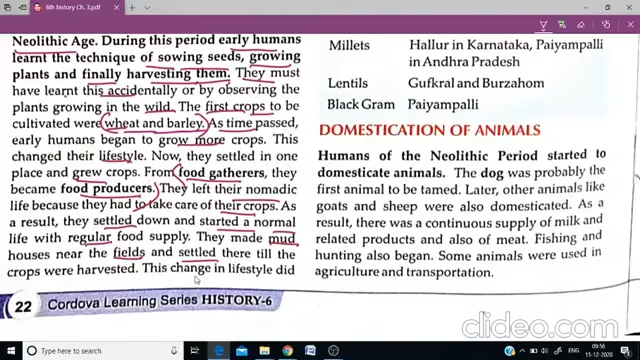 6th history Ch. 3.pdf
Neolithic Age. During this period early humans
learnt the technique of sowing seeds, growing
plants and finally harvesting them. They must
have learnt this accidentally or by observing
the plants growing in the wild. The first crops to be
cultivated were wheat and barley. As time passed,
early humans began to grow more crops. This
changed their lifestyle. Now, they settled in one
place and grew crops. From food gatherers, they
became food producers. They left their nomadic
life because they had to take care of their crops. As
a result, they settled down and started a normal
life with regular food supply. They made mud
houses near the fields and settled there till the
crops were harvested. This change in lifestyle did
22 Cordova Learning Series HISTORY-6
Millets Hallur in Karnataka, Paiyampalli
in Andhra Pradesh
Lentils Gufkral and Burzahom
Black Gram Paiyampalli
DOMESTICATION OF ANIMALS
Humans of the Neolithic Period started to
domesticate animals. The dog was probably the
first animal to be tamed. Later, other animals like
goats and sheep were also domesticated. As a
result, there was a continuous supply of milk and
related products and also of meat. Fishing and
hunting also began. Some animals were used in
agriculture and transportation.
clideo.com
Type here to search
ENG
09:56
15-12-2020